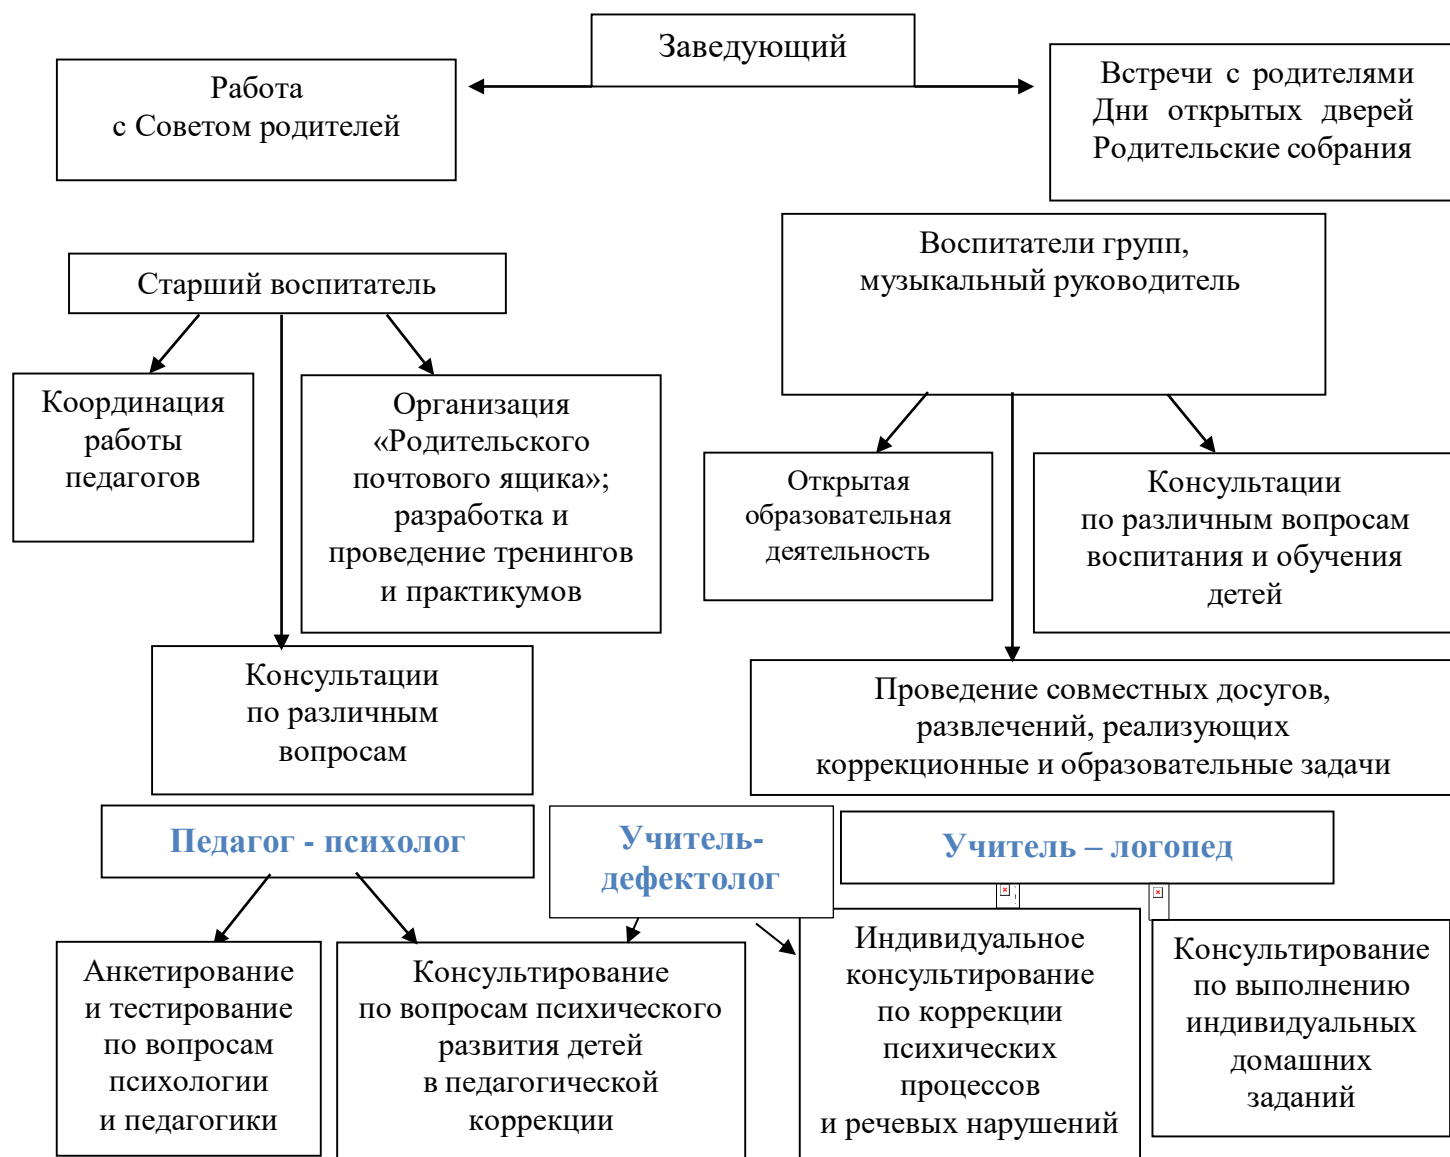 Заведующий
Работа
с Советом родителей
Встречи с родителями
Дни открытых дверей
Родительские собрания
Старший воспитатель
Воспитатели групп,
музыкальный руководитель
Координация
работы
педагогов
Организация
«Родительского
почтового ящика»;
разработка и
проведение тренингов
и практикумов
Открытая
образовательная
деятельность
Консультации
по различным вопросам
воспитания и обучения
детей
Консультации
по различным
вопросам
Проведение совместных досугов,
развлечений, реализующих
коррекционные и образовательные задачи
Педагог - психолог
Учитель-
дефектолог
Учитель – логопед
Анкетирование
и тестирование
по вопросам
психологии
и педагогики
Консультирование
по вопросам психического
развития детей
в педагогической
коррекции
Индивидуальное
консультирование
по коррекции
психических
процессов
и речевых нарушений
Консультирование
по выполнению
индивидуальных
домашних
заданий